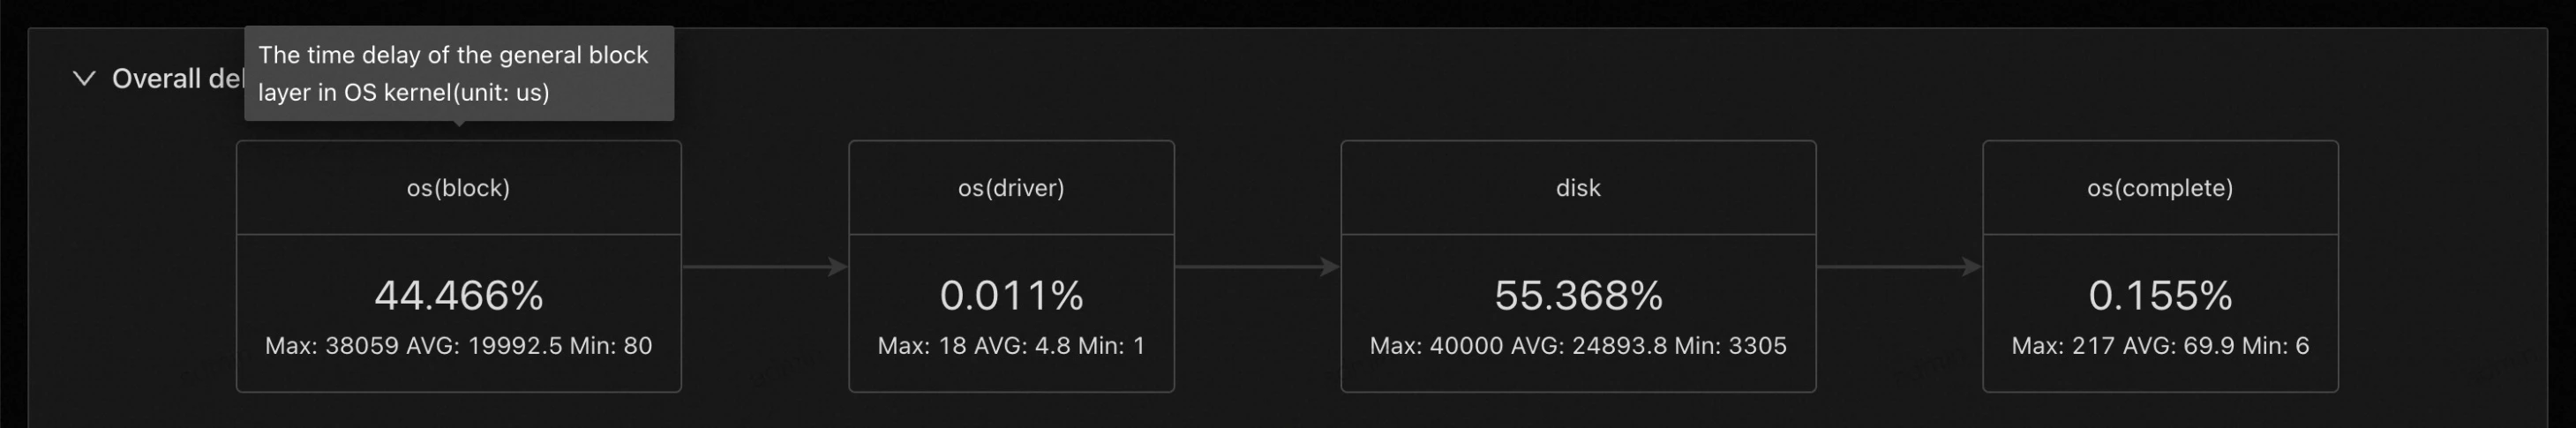 The time delay of the general block
layer in OS kernel(unit: us)
Overall del
os(block)
44.466%
Max: 38059 AVG: 19992.5 Min: 80
os(driver)
0.011%
Max: 18 AVG: 4.8 Min: 1
disk
55.368%
Max: 40000 AVG: 24893.8 Min: 3305
os(complete)
0.155%
Max: 217 AVG: 69.9 Min: 6